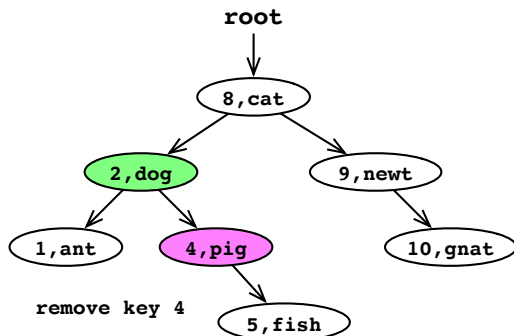 root
8,cat
2,dog
9,newt
1,ant
4,pig
10,gnat
remove key 4
5,fish